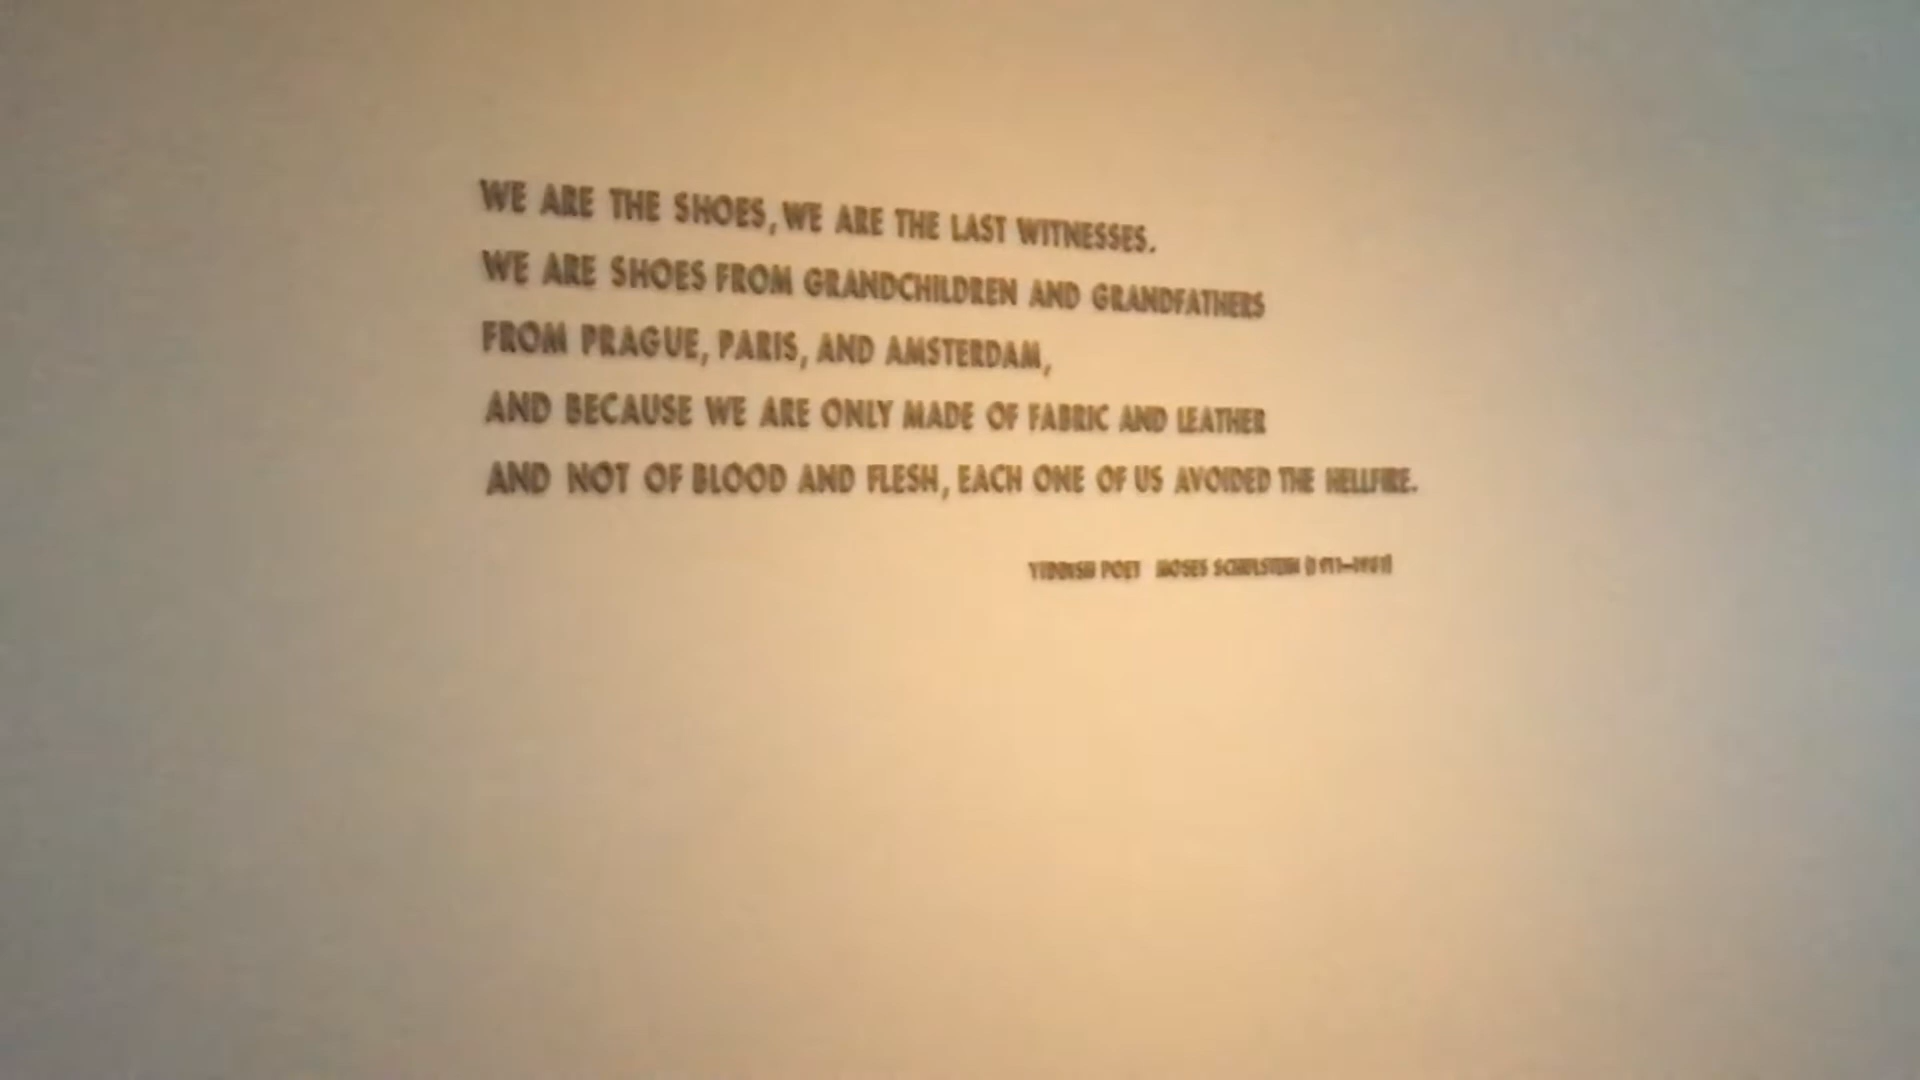 WE ARE THE SHOES, WE ARE THE LAST WITNESSES.
WE ARE SHOES FROM GRANDCHILDREN AND GRANDFATHERS
FROM PRAGUE, PARIS, AND AMSTERDAM,
AND BECAUSE WE ARE ONLY MADE OF FABRIC AND LEATHER
AND NOT OF BLOOD AND FLESH, EACH ONE OF US AVOIDED THE HELLFIRE.
YIDDISH POET MOSES